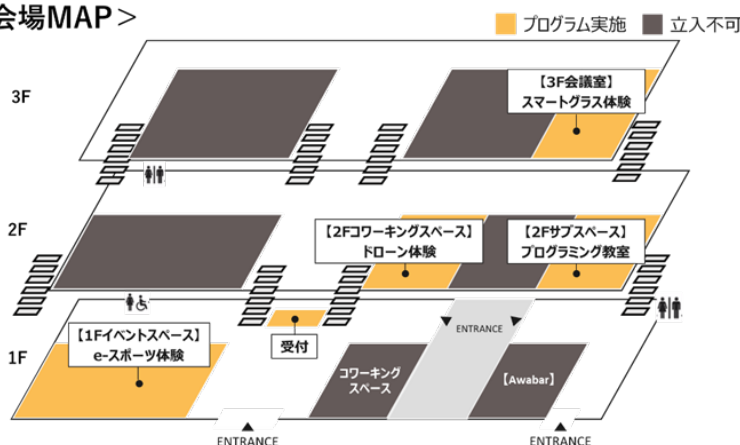 会場MAP＞
プログラム実施
立入不可
3F
【3F会議室】
スマートグラス体験
2F
【2Fコワーキングスペース】
ドローン体験
【2Fサブスペース】
プログラミング教室
1F
【1Fイベントスペース】
e-スポーツ体験
受付
ENTRANCE
コワーキング
スペース
【Awabar】
ENTRANCE
ENTRANCE